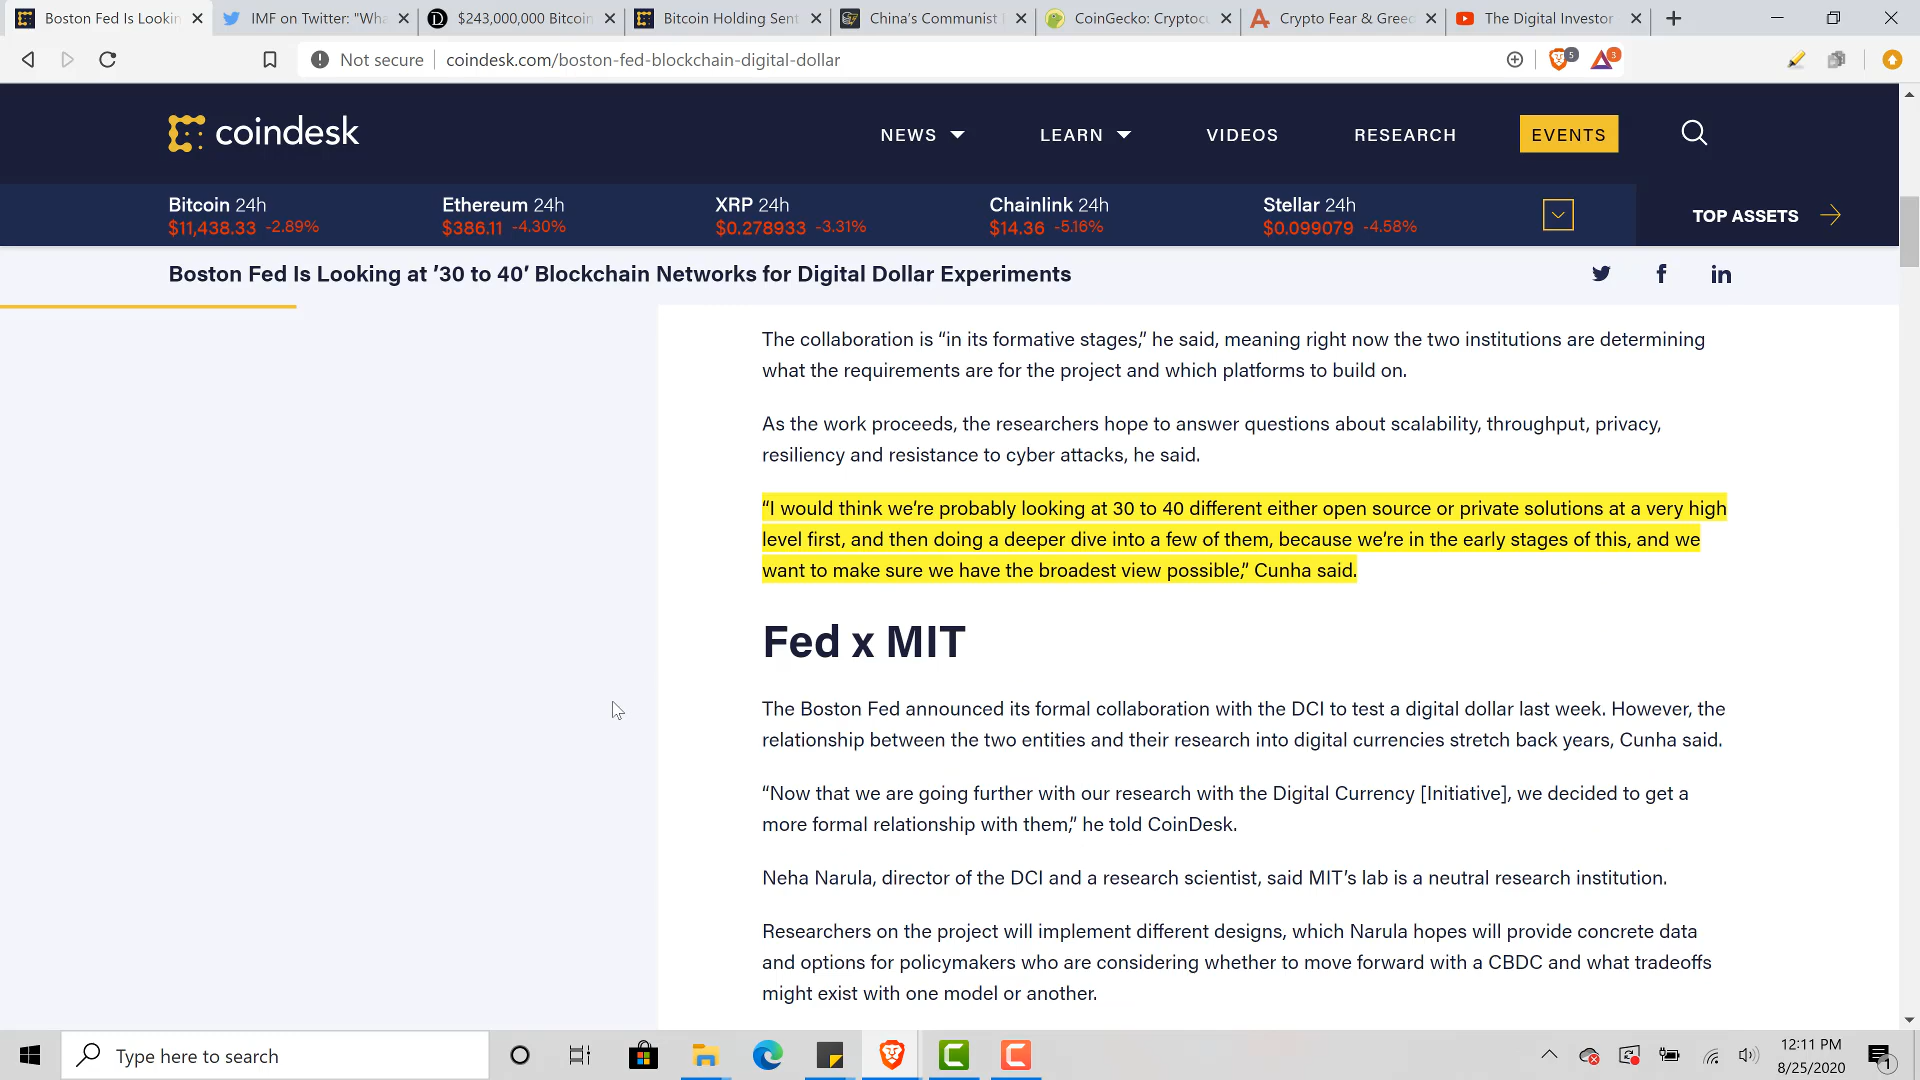 Boston Fed Is Lookin
IMF on Twitter: "Wha
$243,000,000 Bitcoin
Bitcoin Holding Sent
China's Communist
CoinGecko: Cryptocu
Crypto Fear & Greed
The Digital Investor
Not secure
coindesk.com/boston-fed-blockchain-digital-dollar
5
3
coindesk
NEWS
LEARN
VIDEOS
RESEARCH
EVENTS
Bitcoin 24h
$11,438.33 -2.89%
Ethereum 24h
$386.11 -4.30%
XRP 24h
$0.278933 -3.31%
Chainlink 24h
$14.36 -5.16%
Stellar 24h
$0.099079 -4.58%
TOP ASSETS
Boston Fed Is Looking at ’30 to 40’ Blockchain Networks for Digital Dollar Experiments
The collaboration is “in its formative stages,” he said, meaning right now the two institutions are determining
what the requirements are for the project and which platforms to build on.
As the work proceeds, the researchers hope to answer questions about scalability, throughput, privacy,
resiliency and resistance to cyber attacks, he said.
“I would think we’re probably looking at 30 to 40 different either open source or private solutions at a very high
level first, and then doing a deeper dive into a few of them, because we’re in the early stages of this, and we
want to make sure we have the broadest view possible,” Cunha said.
Fed x MIT
The Boston Fed announced its formal collaboration with the DCI to test a digital dollar last week. However, the
relationship between the two entities and their research into digital currencies stretch back years, Cunha said.
“Now that we are going further with our research with the Digital Currency [Initiative], we decided to get a
more formal relationship with them,” he told CoinDesk.
Neha Narula, director of the DCI and a research scientist, said MIT’s lab is a neutral research institution.
Researchers on the project will implement different designs, which Narula hopes will provide concrete data
and options for policymakers who are considering whether to move forward with a CBDC and what tradeoffs
might exist with one model or another.
Type here to search
12:11 PM
8/25/2020
1